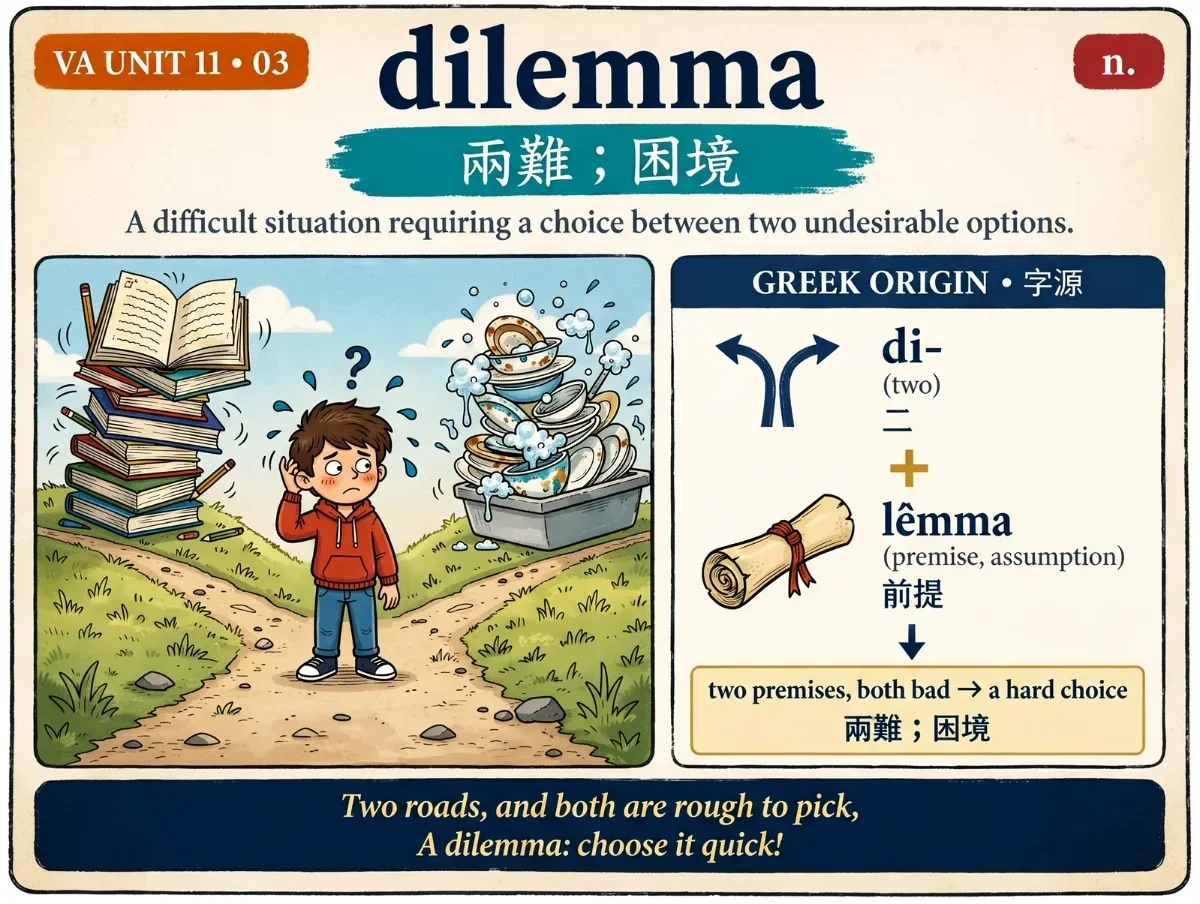 VA UNIT 11 • 03
dilemma
n.
兩難；困境
A difficult situation requiring a choice between two undesirable options.
?
GREEK ORIGIN • 字源
di-
(two)
二
+
lêmma
(premise, assumption)
前提
two premises, both bad → a hard choice
兩難；困境
Two roads, and both are rough to pick,
A dilemma: choose it quick!